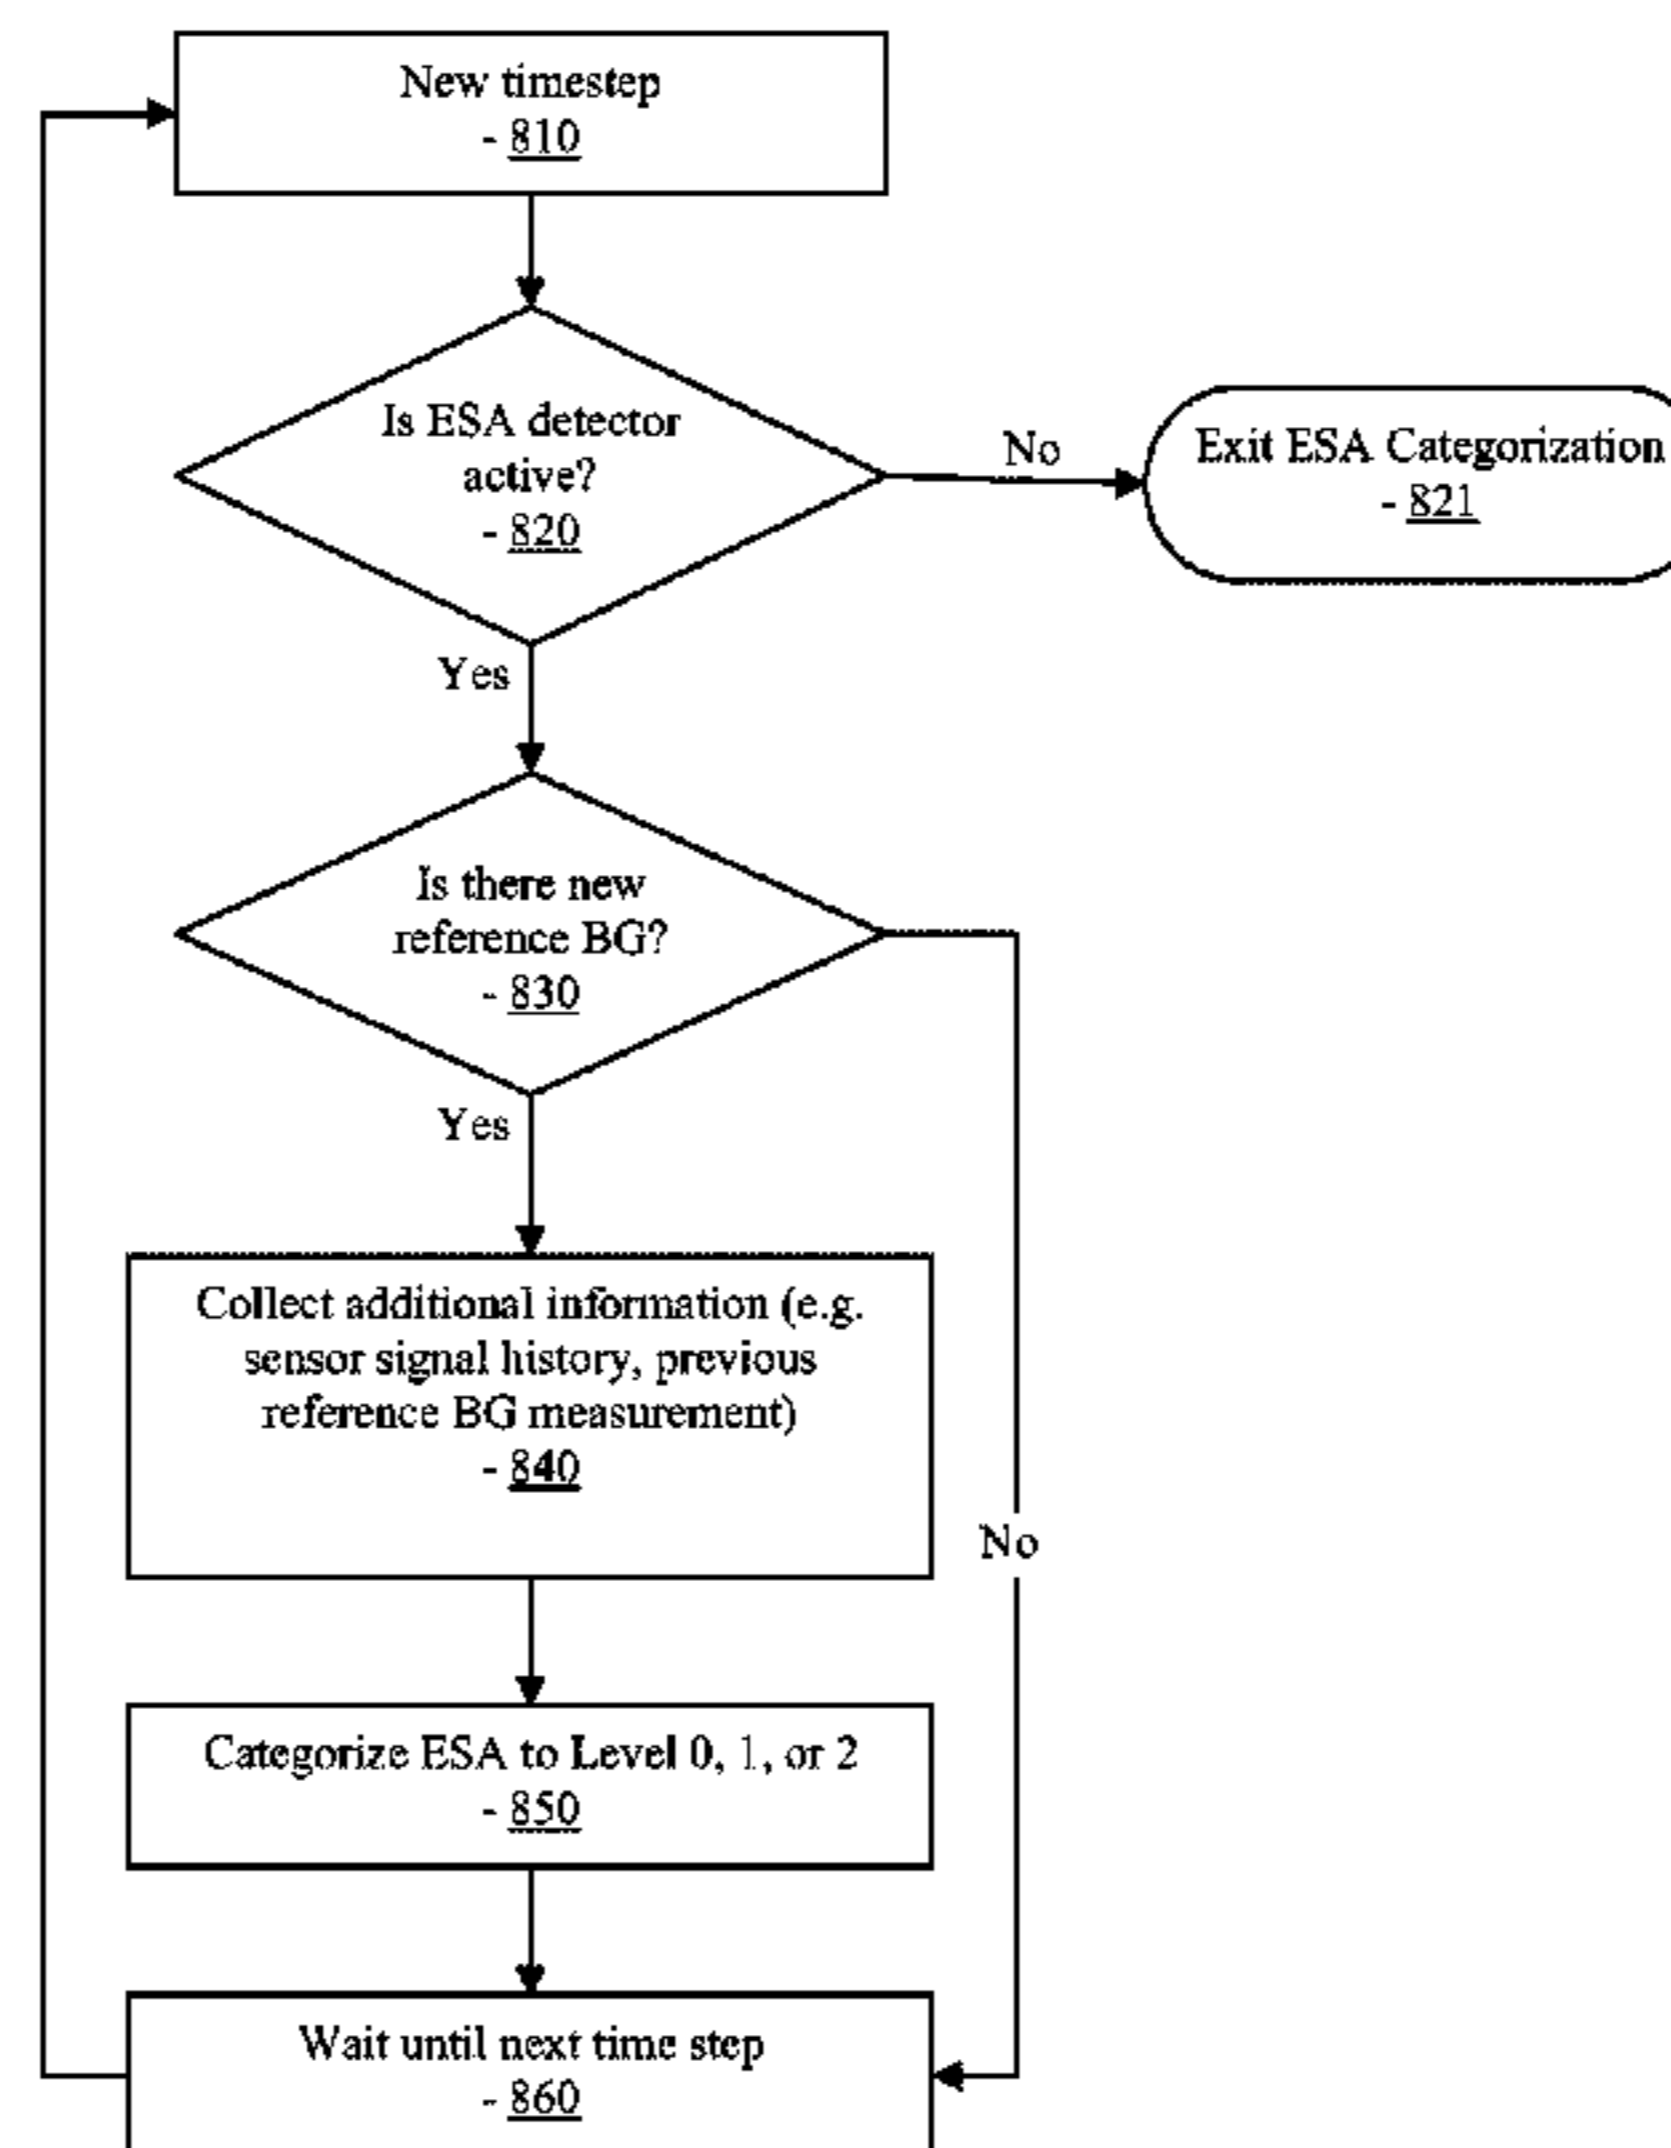 New timestep
- 810
Is ESA detector
active?
- 820
No
Exit ESA Categorization
- 821
Yes
Is there new
reference BG?
- 830
Yes
Collect additional information (e.g.
sensor signal history, previous
reference BG measurement)
- 840
No
Categorize ESA to Level 0, 1, or 2
- 850
Wait until next time step
- 860